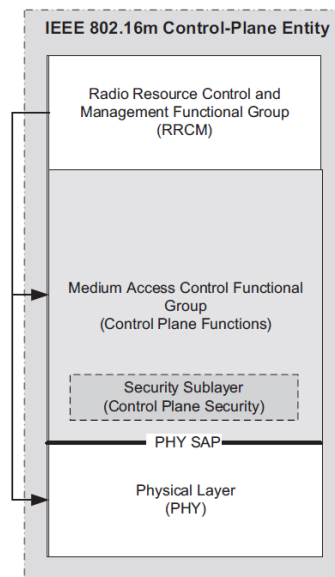 IEEE 802.16m Control-Plane Entity
Radio Resource Control and
Management Functional Group
(RRCM)
Medium Access Control Functional
Group
(Control Plane Functions)
Security Sublayer
(Control Plane Security)
PHY SAP
Physical Layer
(PHY)